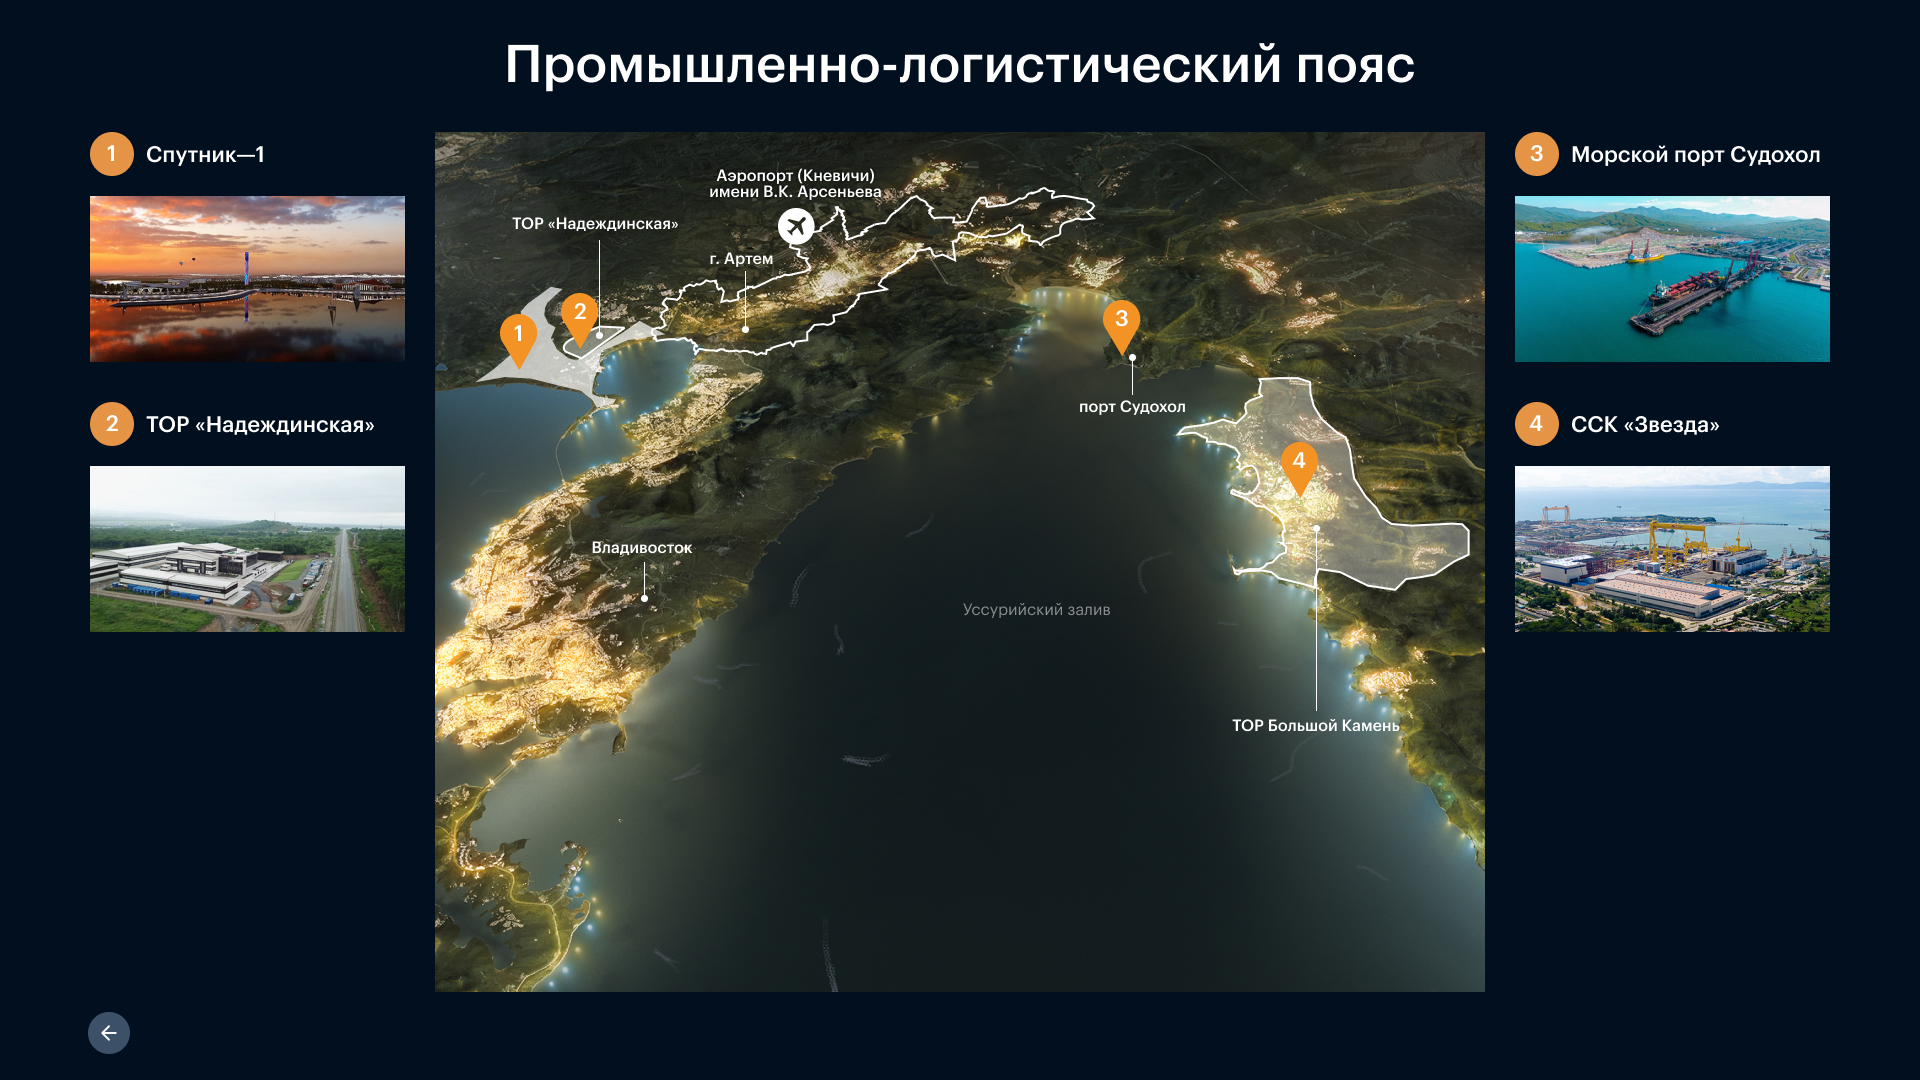 Промышленно-логистический пояс
1
Спутник—1
2
ТОР «Надеждинская»
Аэропорт (Кневичи)
имени В.К. Арсеньева
ТОР «Надеждинская»
г. Артем
1
2
3
порт Судохол
4
Владивосток
Уссурийский залив
ТОР Большой Камень
3
Морской порт Судохол
4
ССК «Звезда»